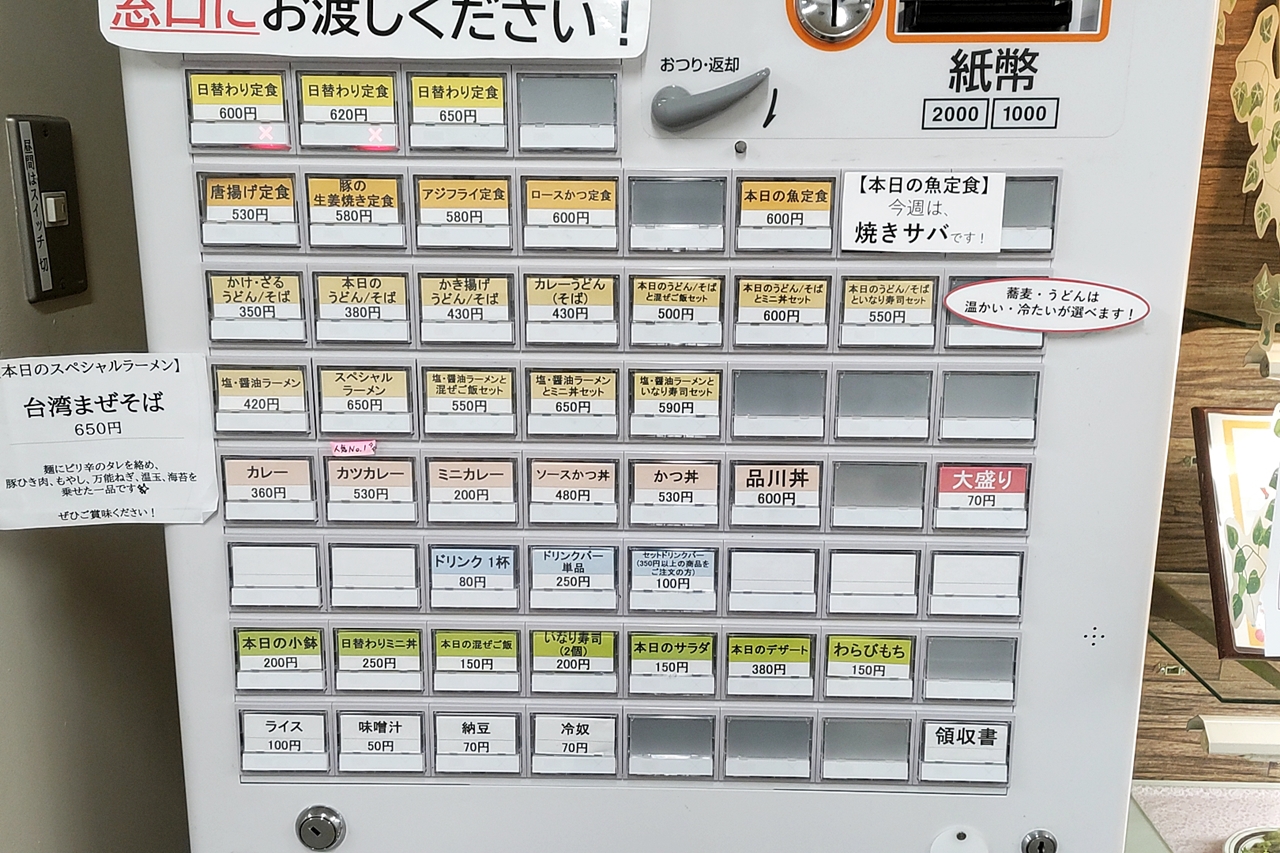 窓口にお渡しください!
おつり・返却
紙幣
2000 1000
日替わり定食
600円
×
日替わり定食
620円
×
日替わり定食
650円
昼間はスイッチ 切
唐揚げ定食
530円
豚の
生姜焼き定食
580円
アジフライ定食
580円
ロースかつ定食
600円
本日の魚定食
600円
【本日の魚定食】
今週は、
焼きサバです!
かけ・ざる
うどん/そば
350円
本日の
うどん/そば
380円
かき揚げ
うどん/そば
430円
カレーうどん
(そば)
430円
本日のうどん/そば
と混ぜご飯セット
500円
本日のうどん/そば
とミニ丼セット
600円
本日のうどん/そば
といなり寿司セット
550円
蕎麦・うどんは
温かい・冷たいが選べます!
塩・醤油ラーメン
420円
スペシャル
ラーメン
650円
塩・醤油ラーメンと
混ぜご飯セット
550円
塩・醤油ラーメン
とミニ丼セット
650円
塩・醤油ラーメンと
いなり寿司セット
590円
本日のスペシャルラーメン】
台湾まぜそば
650円
麺にピリ辛のタレを絡め、
豚ひき肉、もやし、万能ねぎ、温玉、海苔を
乗せた一品です
ぜひご賞味ください!
人気No.1
カレー
360円
カツカレー
530円
ミニカレー
200円
ソースかつ丼
480円
かつ丼
530円
品川丼
600円
大盛り
70円
ドリンク 1杯
80円
ドリンクバー
単品
250円
セットドリンクバー
(350円以上の商品を
ご注文の方)
100円
本日の小鉢
200円
日替わりミニ丼
250円
本日の混ぜご飯
150円
いなり寿司
(2個)
200円
本日のサラダ
150円
本日のデザート
380円
わらびもち
150円
ライス
100円
味噌汁
50円
納豆
70円
冷奴
70円
領収書